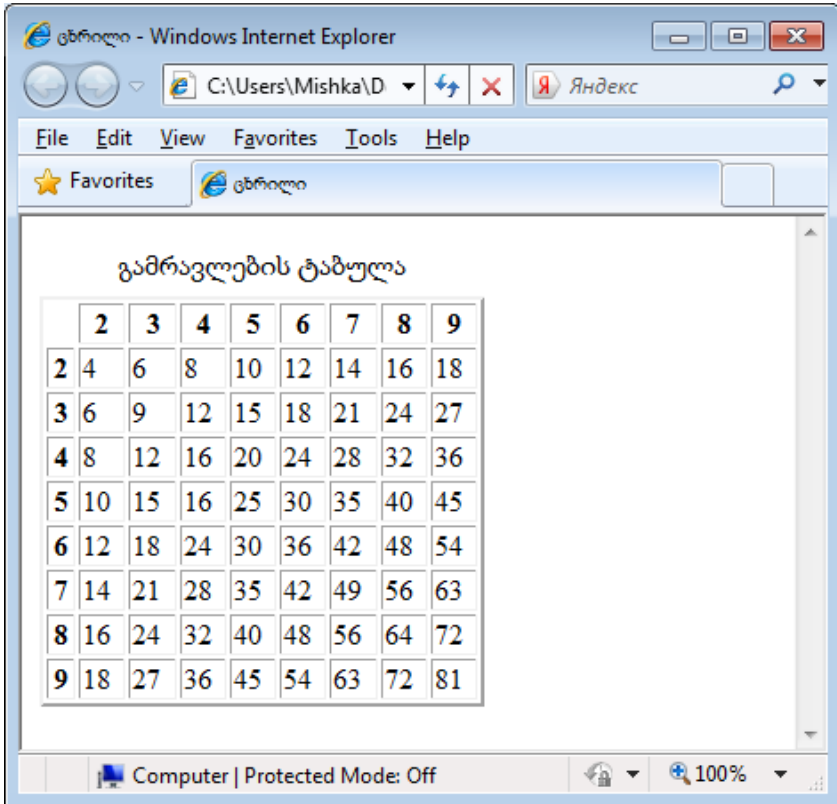 ცხრილი - Windows Internet Explorer
C:\Users\Mishka\D Яндекс
File Edit View Favorites Tools Help
Favorites ცხრილი
გამრავლების ტაბულა
2 3 4 5 6 7 8 9
2 4 6 8 10 12 14 16 18
3 6 9 12 15 18 21 24 27
4 8 12 16 20 24 28 32 36
5 10 15 16 25 30 35 40 45
6 12 18 24 30 36 42 48 54
7 14 21 28 35 42 49 56 63
8 16 24 32 40 48 56 64 72
9 18 27 36 45 54 63 72 81
Computer | Protected Mode: Off 100%